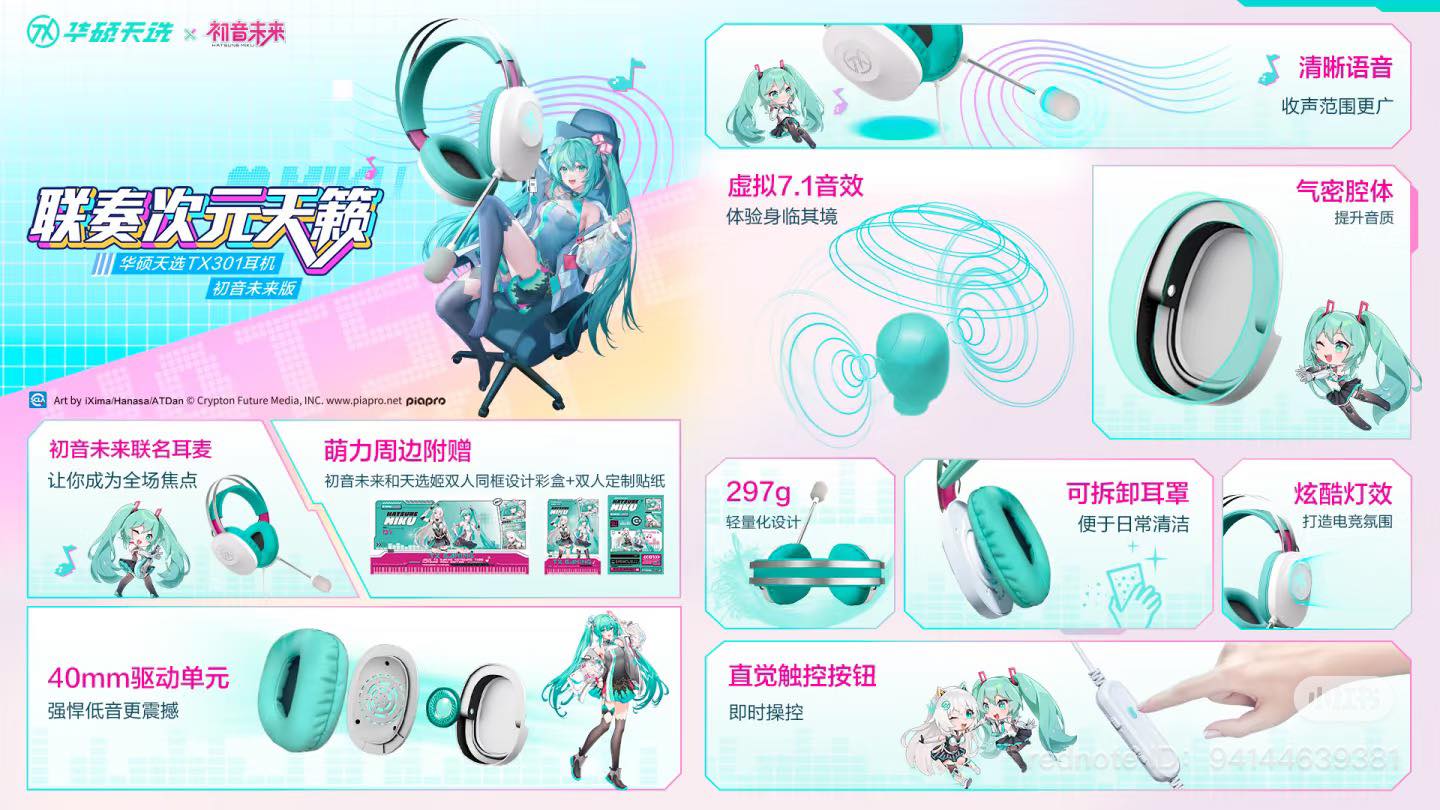 华硕天选 × 初音未来
HATSUNE MIKU
MIKU
联奏次元天籁
华硕天选TX301耳机
初音未来版
Art by iXima/Hanasa/ATDan © Crypton Future Media, INC. www.piapro.net piapro
初音未来联名耳麦
让你成为全场焦点
萌力周边附赠
初音未来和天选姬双人同框设计彩盒+双人定制贴纸
HATSUNE
MIKU
40mm驱动单元
强悍低音更震撼
清晰语音
收声范围更广
虚拟7.1音效
体验身临其境
气密腔体
提升音质
297g
轻量化设计
可拆卸耳罩
便于日常清洁
炫酷灯效
打造电竞氛围
直觉触控按钮
即时操控
小红书
rednote ID: 94144639381